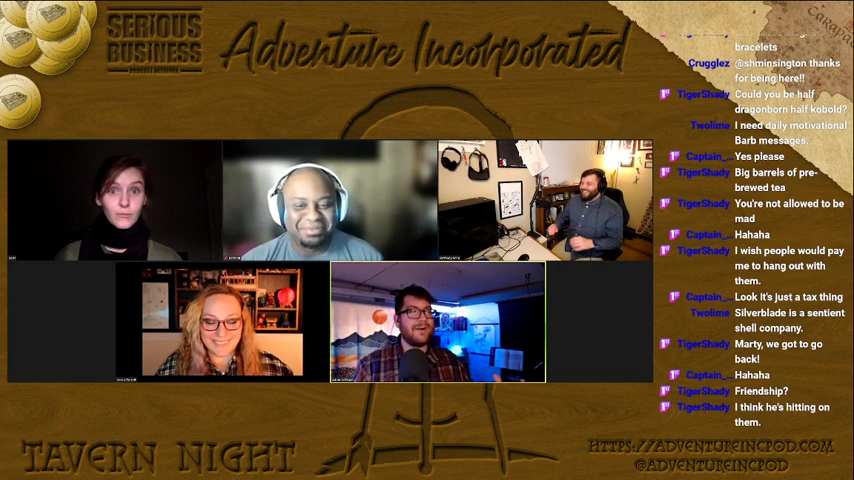 SERIOUS
BUSINESS
PODCAST NETWORK
Adventure Incorporated
CARAPAC
bracelets
Crugglez @shminsington thanks
for being here!!
TigerShady Could you be half
dragonborn half kobold?
Twolime I need daily motivational
Barb messages.
Captain_... Yes please
TigerShady Big barrels of pre-
brewed tea
TigerShady You're not allowed to be
mad
Captain_... Hahaha
TigerShady I wish people would pay
me to hang out with
them.
Captain_... Look it's just a tax thing
Twolime Silverblade is a sentient
shell company.
TigerShady Marty, we got to go
back!
Captain_... Hahaha
TigerShady Friendship?
TigerShady I think he's hitting on
them.
TAVERN NIGHT
HTTPS://ADVENTUREINCPOD.COM
@ADVENTUREINCPOD